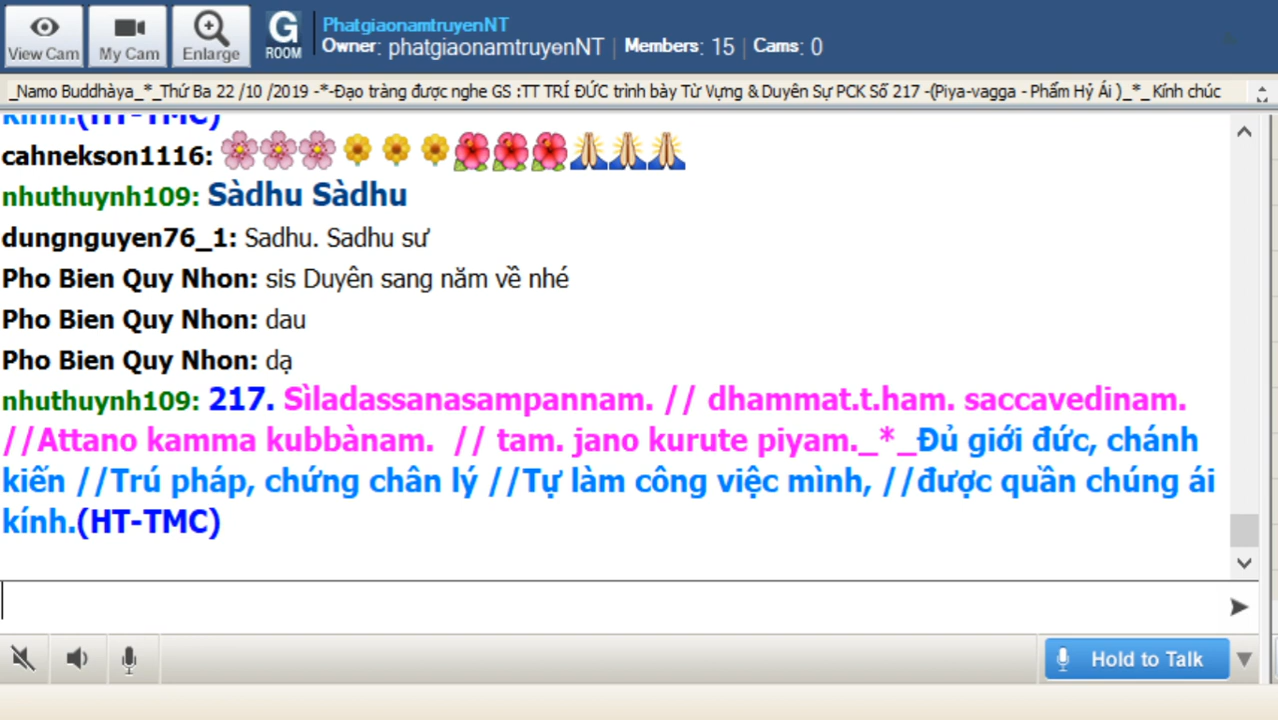 View Cam
My Cam
Enlarge
G
ROOM
PhatgiaonamtruyenNT
Owner: phatgiaonamtruyenNT | Members: 15 | Cams: 0
_Namo Buddhàya_*_Thứ Ba 22 /10 /2019 -*-Đạo tràng được nghe GS :TT TRÍ ĐỨC trình bày Từ Vựng & Duyên Sự PCK Số 217 -(Piya-vagga - Phẩm Hỷ Ái )_*_ Kính chúc
kính.(HT-TMC)
cahnekson1116: 🌸🌸🌸🌼🌼🌼🌺🌺🌺🙏🙏🙏
nhuthuynh109: Sàdhu Sàdhu
dungnguyen76_1: Sadhu. Sadhu sư
Pho Bien Quy Nhon: sis Duyên sang năm về nhé
Pho Bien Quy Nhon: dau
Pho Bien Quy Nhon: dạ
nhuthuynh109: 217. Sìladassanasampannam. // dhammat.t.ham. saccavedinam.
//Attano kamma kubbànam. // tam. jano kurute piyam._*_Đủ giới đức, chánh
kiến //Trú pháp, chứng chân lý //Tự làm công việc mình, //được quần chúng ái
kính.(HT-TMC)
Hold to Talk